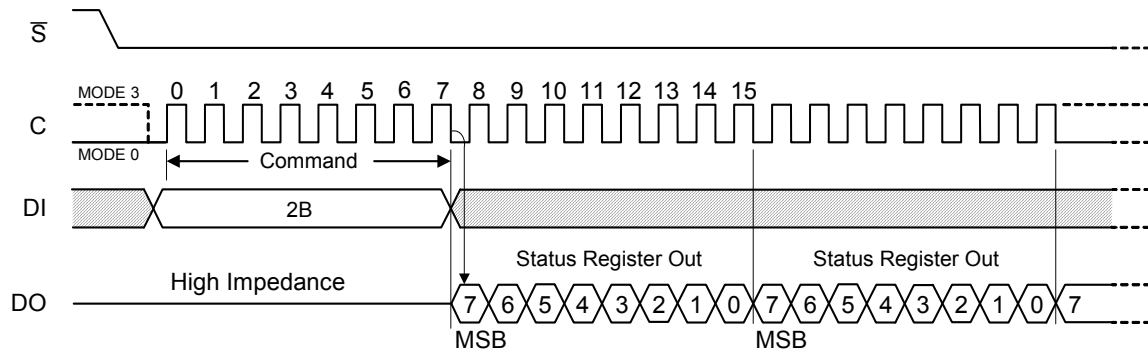 S
MODE 3
0 1 2 3 4 5 6 7 8 9 10 11 12 13 14 15
C
MODE 0
Command
DI
2B
High Impedance
Status Register Out Status Register Out
DO
7 6 5 4 3 2 1 0 7 6 5 4 3 2 1 0 7
MSB MSB